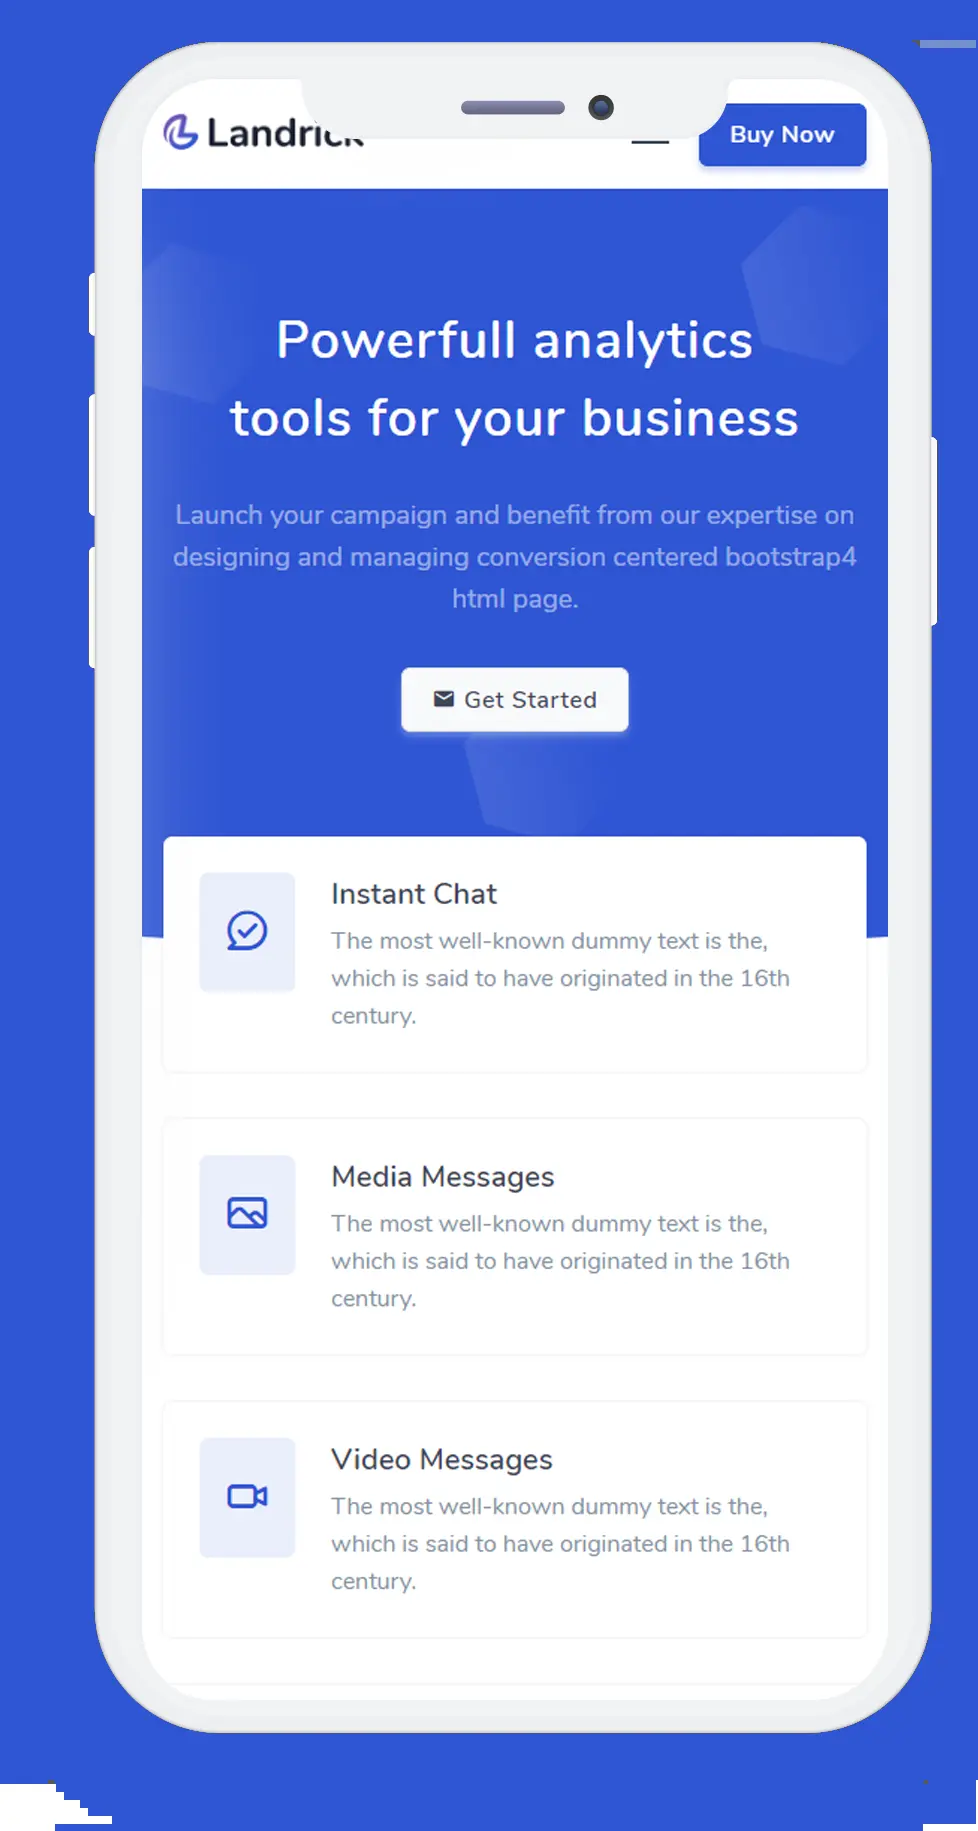 Landrick
Buy Now
Powerfull analytics
tools for your business
Launch your campaign and benefit from our expertise on
designing and managing conversion centered bootstrap4
html page.
Get Started
Instant Chat
The most well-known dummy text is the,
which is said to have originated in the 16th
century.
Media Messages
The most well-known dummy text is the,
which is said to have originated in the 16th
century.
Video Messages
The most well-known dummy text is the,
which is said to have originated in the 16th
century.